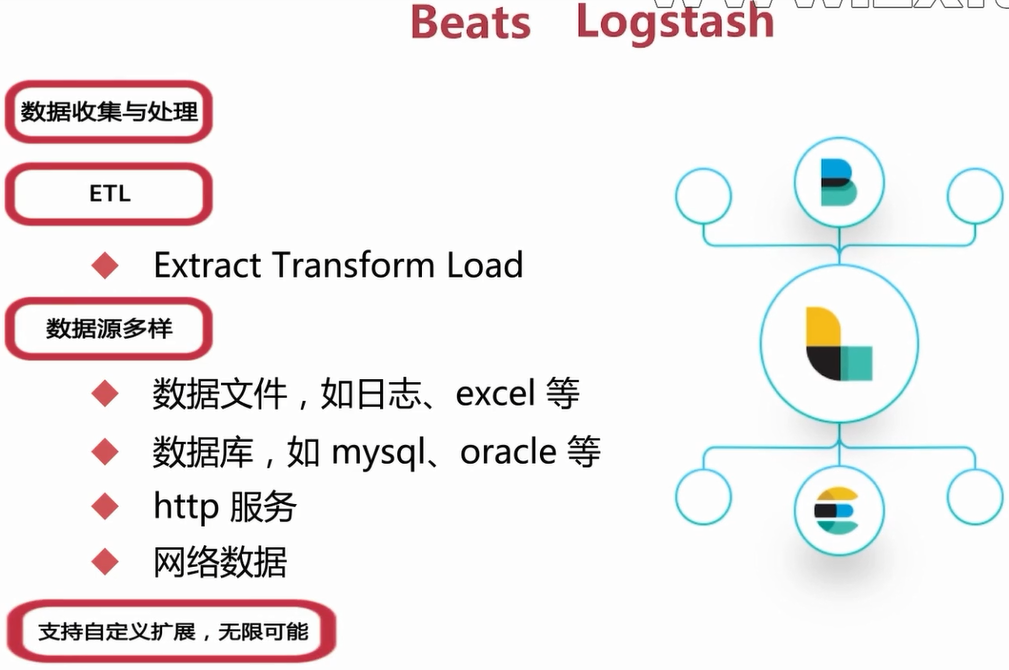 Beats Logstash
数据收集与处理
ETL
Extract Transform Load
数据源多样
数据文件，如日志、excel 等
数据库，如 mysql、oracle 等
http 服务
网络数据
支持自定义扩展，无限可能